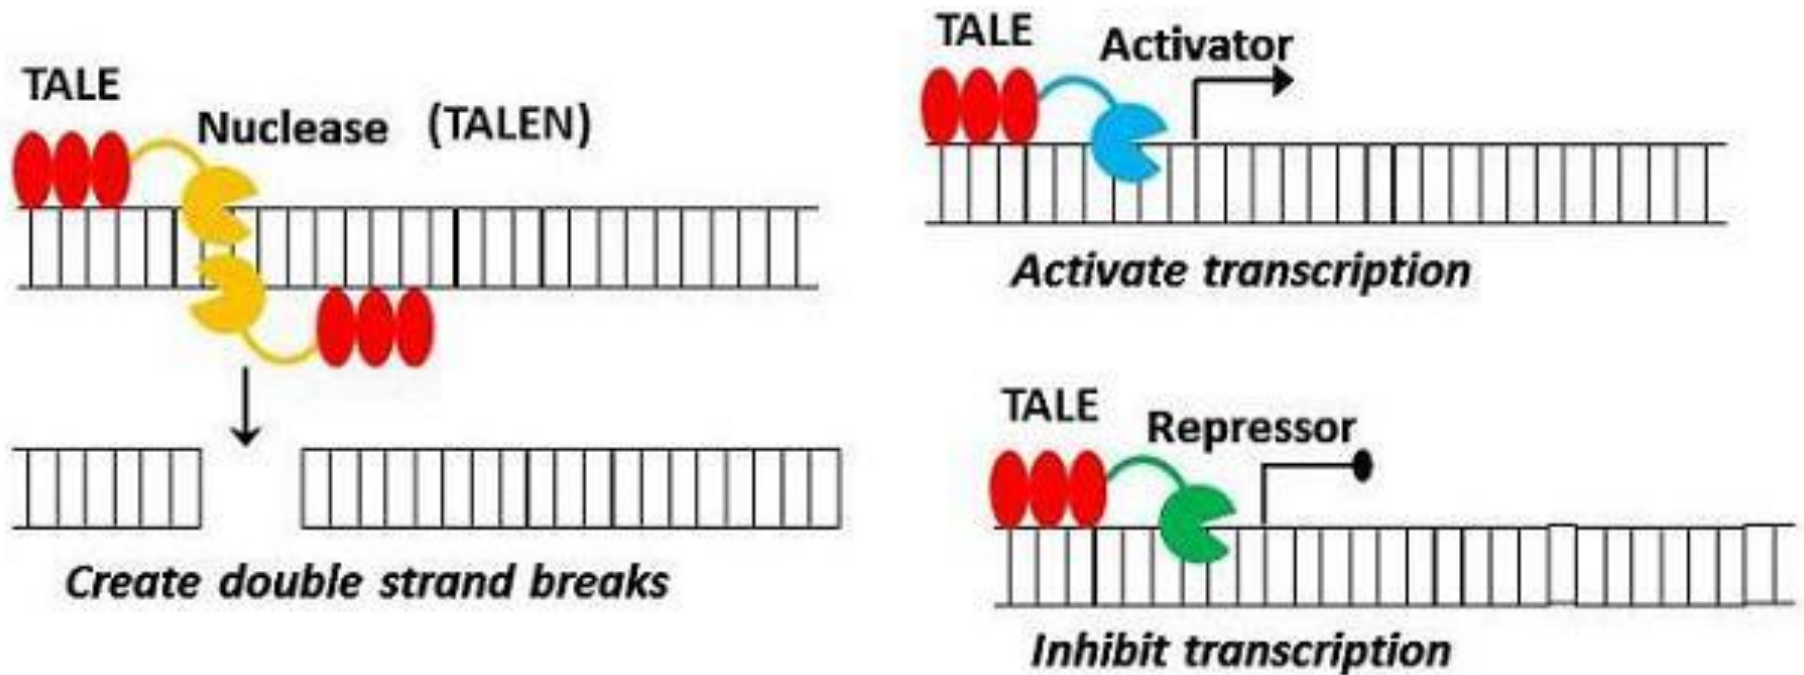 TALE
Nuclease (TALEN)
Create double strand breaks
TALE
Activator
Activate transcription
TALE
Repressor
Inhibit transcription